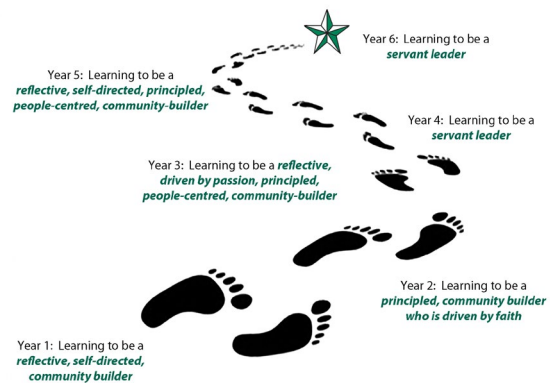 Year 6: Learning to be a
servant leader
Year 5: Learning to be a
reflective, self-directed, principled,
people-centred, community-builder
Year 4: Learning to be a
servant leader
Year 3: Learning to be a reflective,
driven by passion, principled,
people-centred, community-builder
Year 2: Learning to be a
principled, community builder
who is driven by faith
Year 1: Learning to be a
reflective, self-directed,
community builder